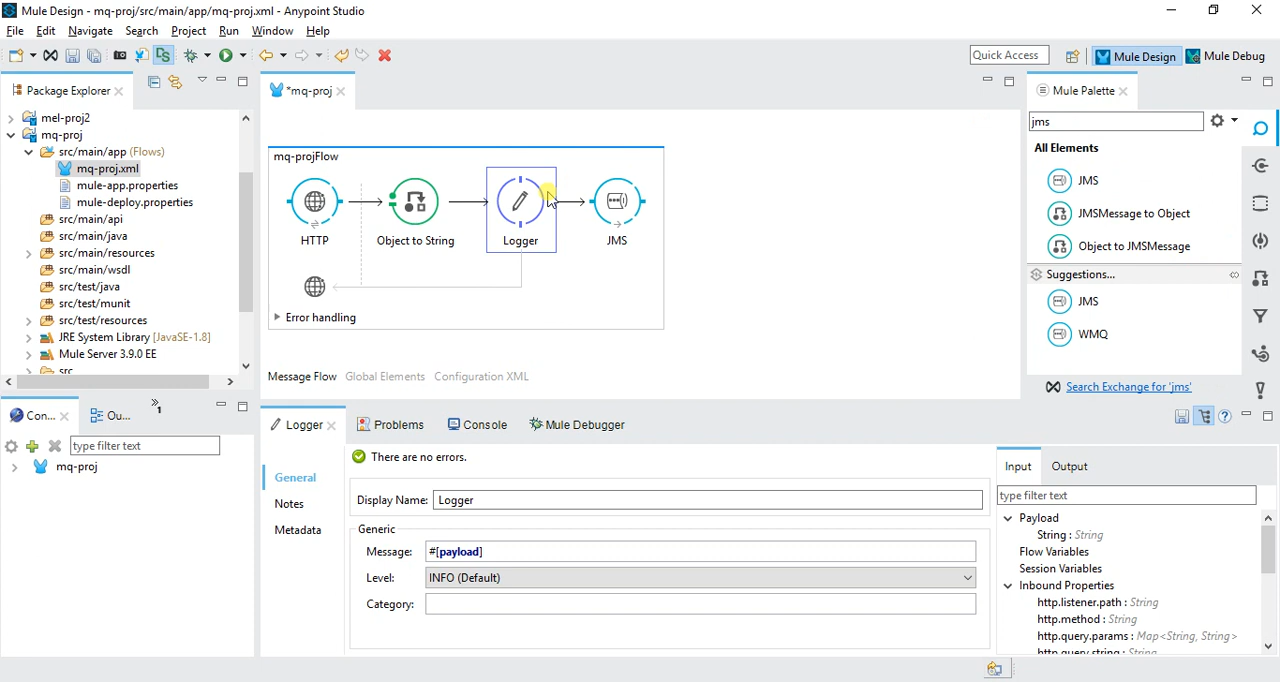 Mule Design - mq-proj/src/main/app/mq-proj.xml - Anypoint Studio
File Edit Navigate Search Project Run Window Help
Quick Access
Mule Design
Mule Debug
Package Explorer
mel-proj2
mq-proj
src/main/app (Flows)
mq-proj.xml
mule-app.properties
mule-deploy.properties
src/main/api
src/main/java
src/main/resources
src/main/wsdl
src/test/java
src/test/munit
src/test/resources
JRE System Library [JavaSE-1.8]
Mule Server 3.9.0 EE
src
*mq-proj
mq-projFlow
HTTP
Object to String
Logger
JMS
Error handling
Message Flow Global Elements Configuration XML
Mule Palette
jms
All Elements
JMS
JMSMessage to Object
Object to JMSMessage
Suggestions...
JMS
WMQ
Search Exchange for 'jms'
Con...
Ou...
1
type filter text
mq-proj
Logger
Problems
Console
Mule Debugger
There are no errors.
General
Notes
Metadata
Display Name: Logger
Generic
Message: #[payload]
Level: INFO (Default)
Category:
Input
Output
type filter text
Payload
String : String
Flow Variables
Session Variables
Inbound Properties
http.listener.path : String
http.method : String
http.query.params : Map<String, String>
http.query.string : String